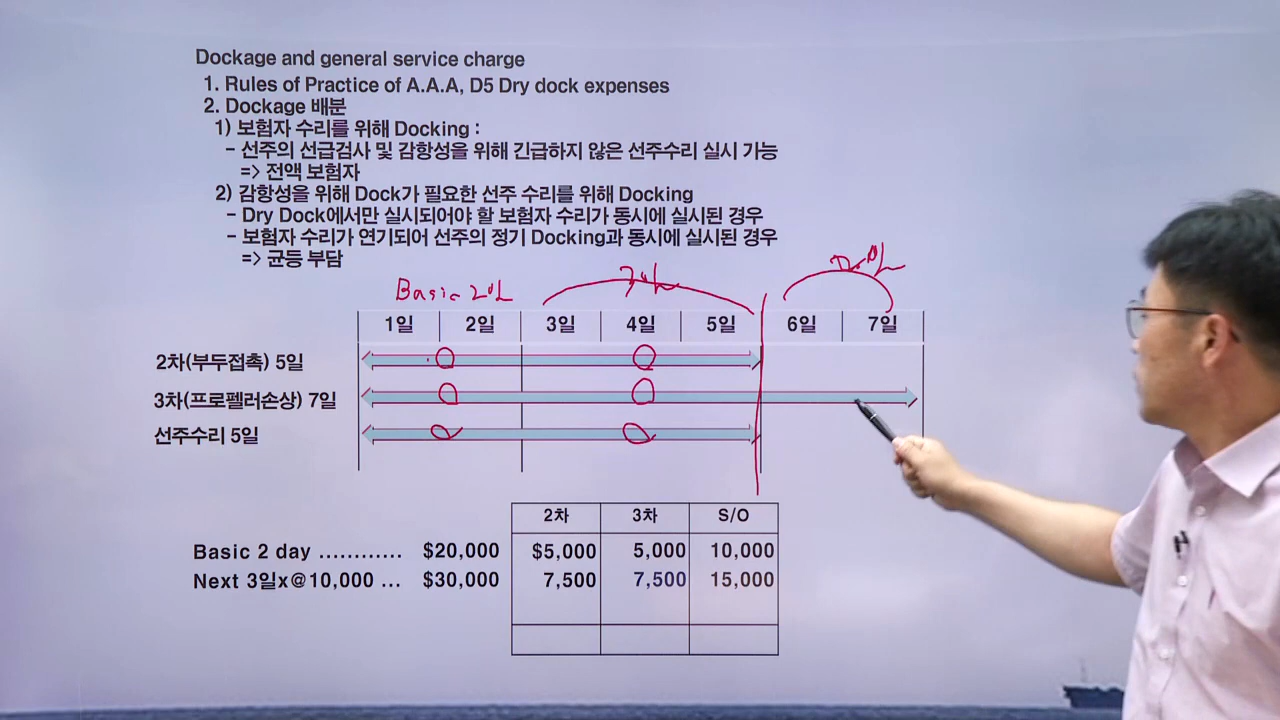 Dockage and general service charge
1. Rules of Practice of A.A.A, D5 Dry dock expenses
2. Dockage 배분
1) 보험자 수리를 위해 Docking :
- 선주의 선급검사 및 감항성을 위해 긴급하지 않은 선주수리 실시 가능
=> 전액 보험자
2) 감항성을 위해 Dock가 필요한 선주 수리를 위해 Docking
- Dry Dock에서만 실시되어야 할 보험자 수리가 동시에 실시된 경우
- 보험자 수리가 연기되어 선주의 정기 Docking과 동시에 실시된 경우
=> 균등 부담
Basic 2일
1일 2일 3일 4일 5일 6일 7일
2차(부두접촉) 5일
3차(프로펠러손상) 7일
선주수리 5일
2차 3차 S/O
Basic 2 day ............ $20,000 $5,000 5,000 10,000
Next 3일x@10,000 ... $30,000 7,500 7,500 15,000